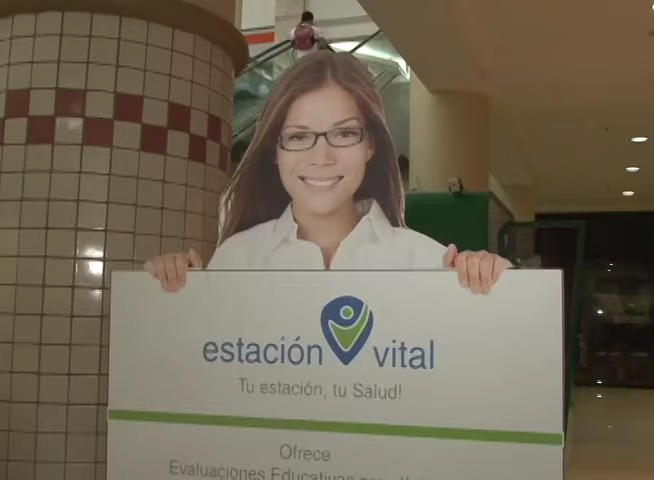 estación vital
Tu estación, tu Salud!
Ofrece
Evaluaciones Educativas